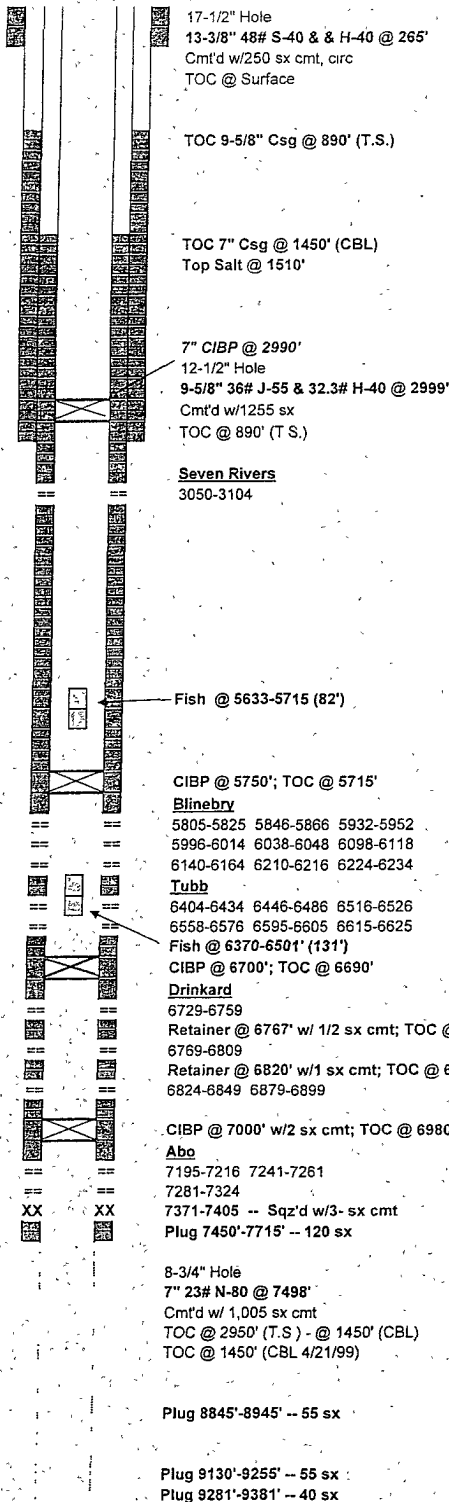 17-1/2" Hole
13-3/8" 48# S-40 & & H-40 @ 265'
Cmt'd w/250 sx cmt, circ
TOC @ Surface
TOC 9-5/8" Csg @ 890' (T.S.)
TOC 7" Csg @ 1450' (CBL)
Top Salt @ 1510'
7" CIBP @ 2990'
12-1/2" Hole
9-5/8" 36# J-55 & 32.3# H-40 @ 2999'
Cmt'd w/1255 sx
TOC @ 890' (T S.)
Seven Rivers
== == 3050-3104
Fish @ 5633-5715 (82')
CIBP @ 5750'; TOC @ 5715'
Blinebry
== == 5805-5825 5846-5866 5932-5952
== == 5996-6014 6038-6048 6098-6118
== == 6140-6164 6210-6216 6224-6234
Tubb
== == 6404-6434 6446-6486 6516-6526
== == 6558-6576 6595-6605 6615-6625
Fish @ 6370-6501' (131')
CIBP @ 6700'; TOC @ 6690'
Drinkard
== == 6729-6759
Retainer @ 6767' w/ 1/2 sx cmt; TOC @
== == 6769-6809
Retainer @ 6820' w/1 sx cmt; TOC @ 6
== == 6824-6849 6879-6899
CIBP @ 7000' w/2 sx cmt; TOC @ 6980
Abo
== == 7195-7216 7241-7261
== == 7281-7324
XX XX 7371-7405 -- Sqz'd w/3- sx cmt
Plug 7450'-7715' -- 120 sx
8-3/4" Hole
7" 23# N-80 @ 7498'
Cmt'd w/ 1,005 sx cmt
TOC @ 2950' (T.S ) - @ 1450' (CBL)
TOC @ 1450' (CBL 4/21/99)
Plug 8845'-8945' -- 55 sx
Plug 9130'-9255' -- 55 sx
Plug 9281'-9381' -- 40 sx